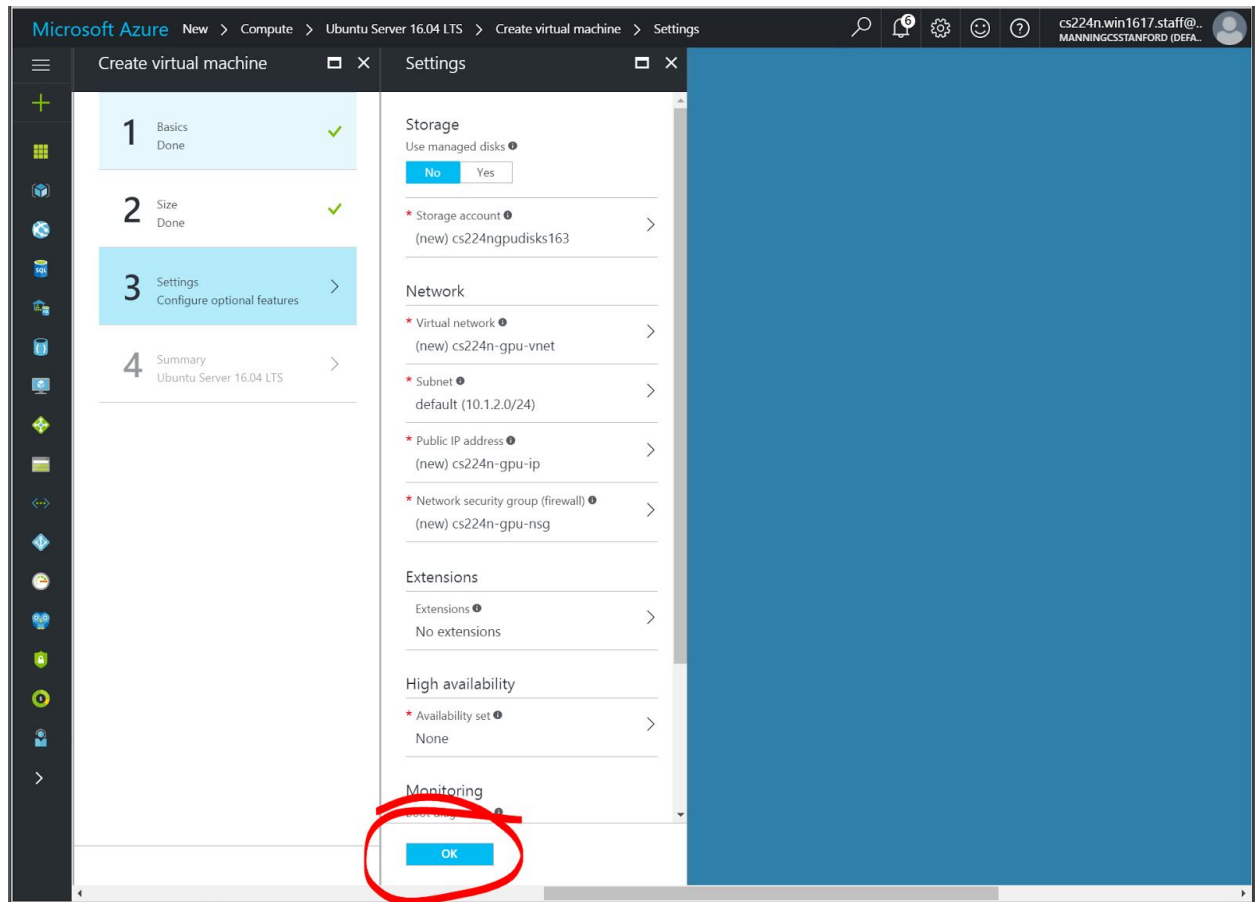 Microsoft Azure New > Compute > Ubuntu Server 16.04 LTS > Create virtual machine > Settings
6
cs224n.win1617.staff@..
MANNINGCSSTANFORD (DEFA..
Create virtual machine
1
Basics
Done
2
Size
Done
3
Settings
Configure optional features
4
Summary
Ubuntu Server 16.04 LTS
Settings
Storage
Use managed disks
No Yes
* Storage account
(new) cs224ngpudisks163
Network
* Virtual network
(new) cs224n-gpu-vnet
* Subnet
default (10.1.2.0/24)
* Public IP address
(new) cs224n-gpu-ip
* Network security group (firewall)
(new) cs224n-gpu-nsg
Extensions
Extensions
No extensions
High availability
* Availability set
None
Monitoring
OK
SQL